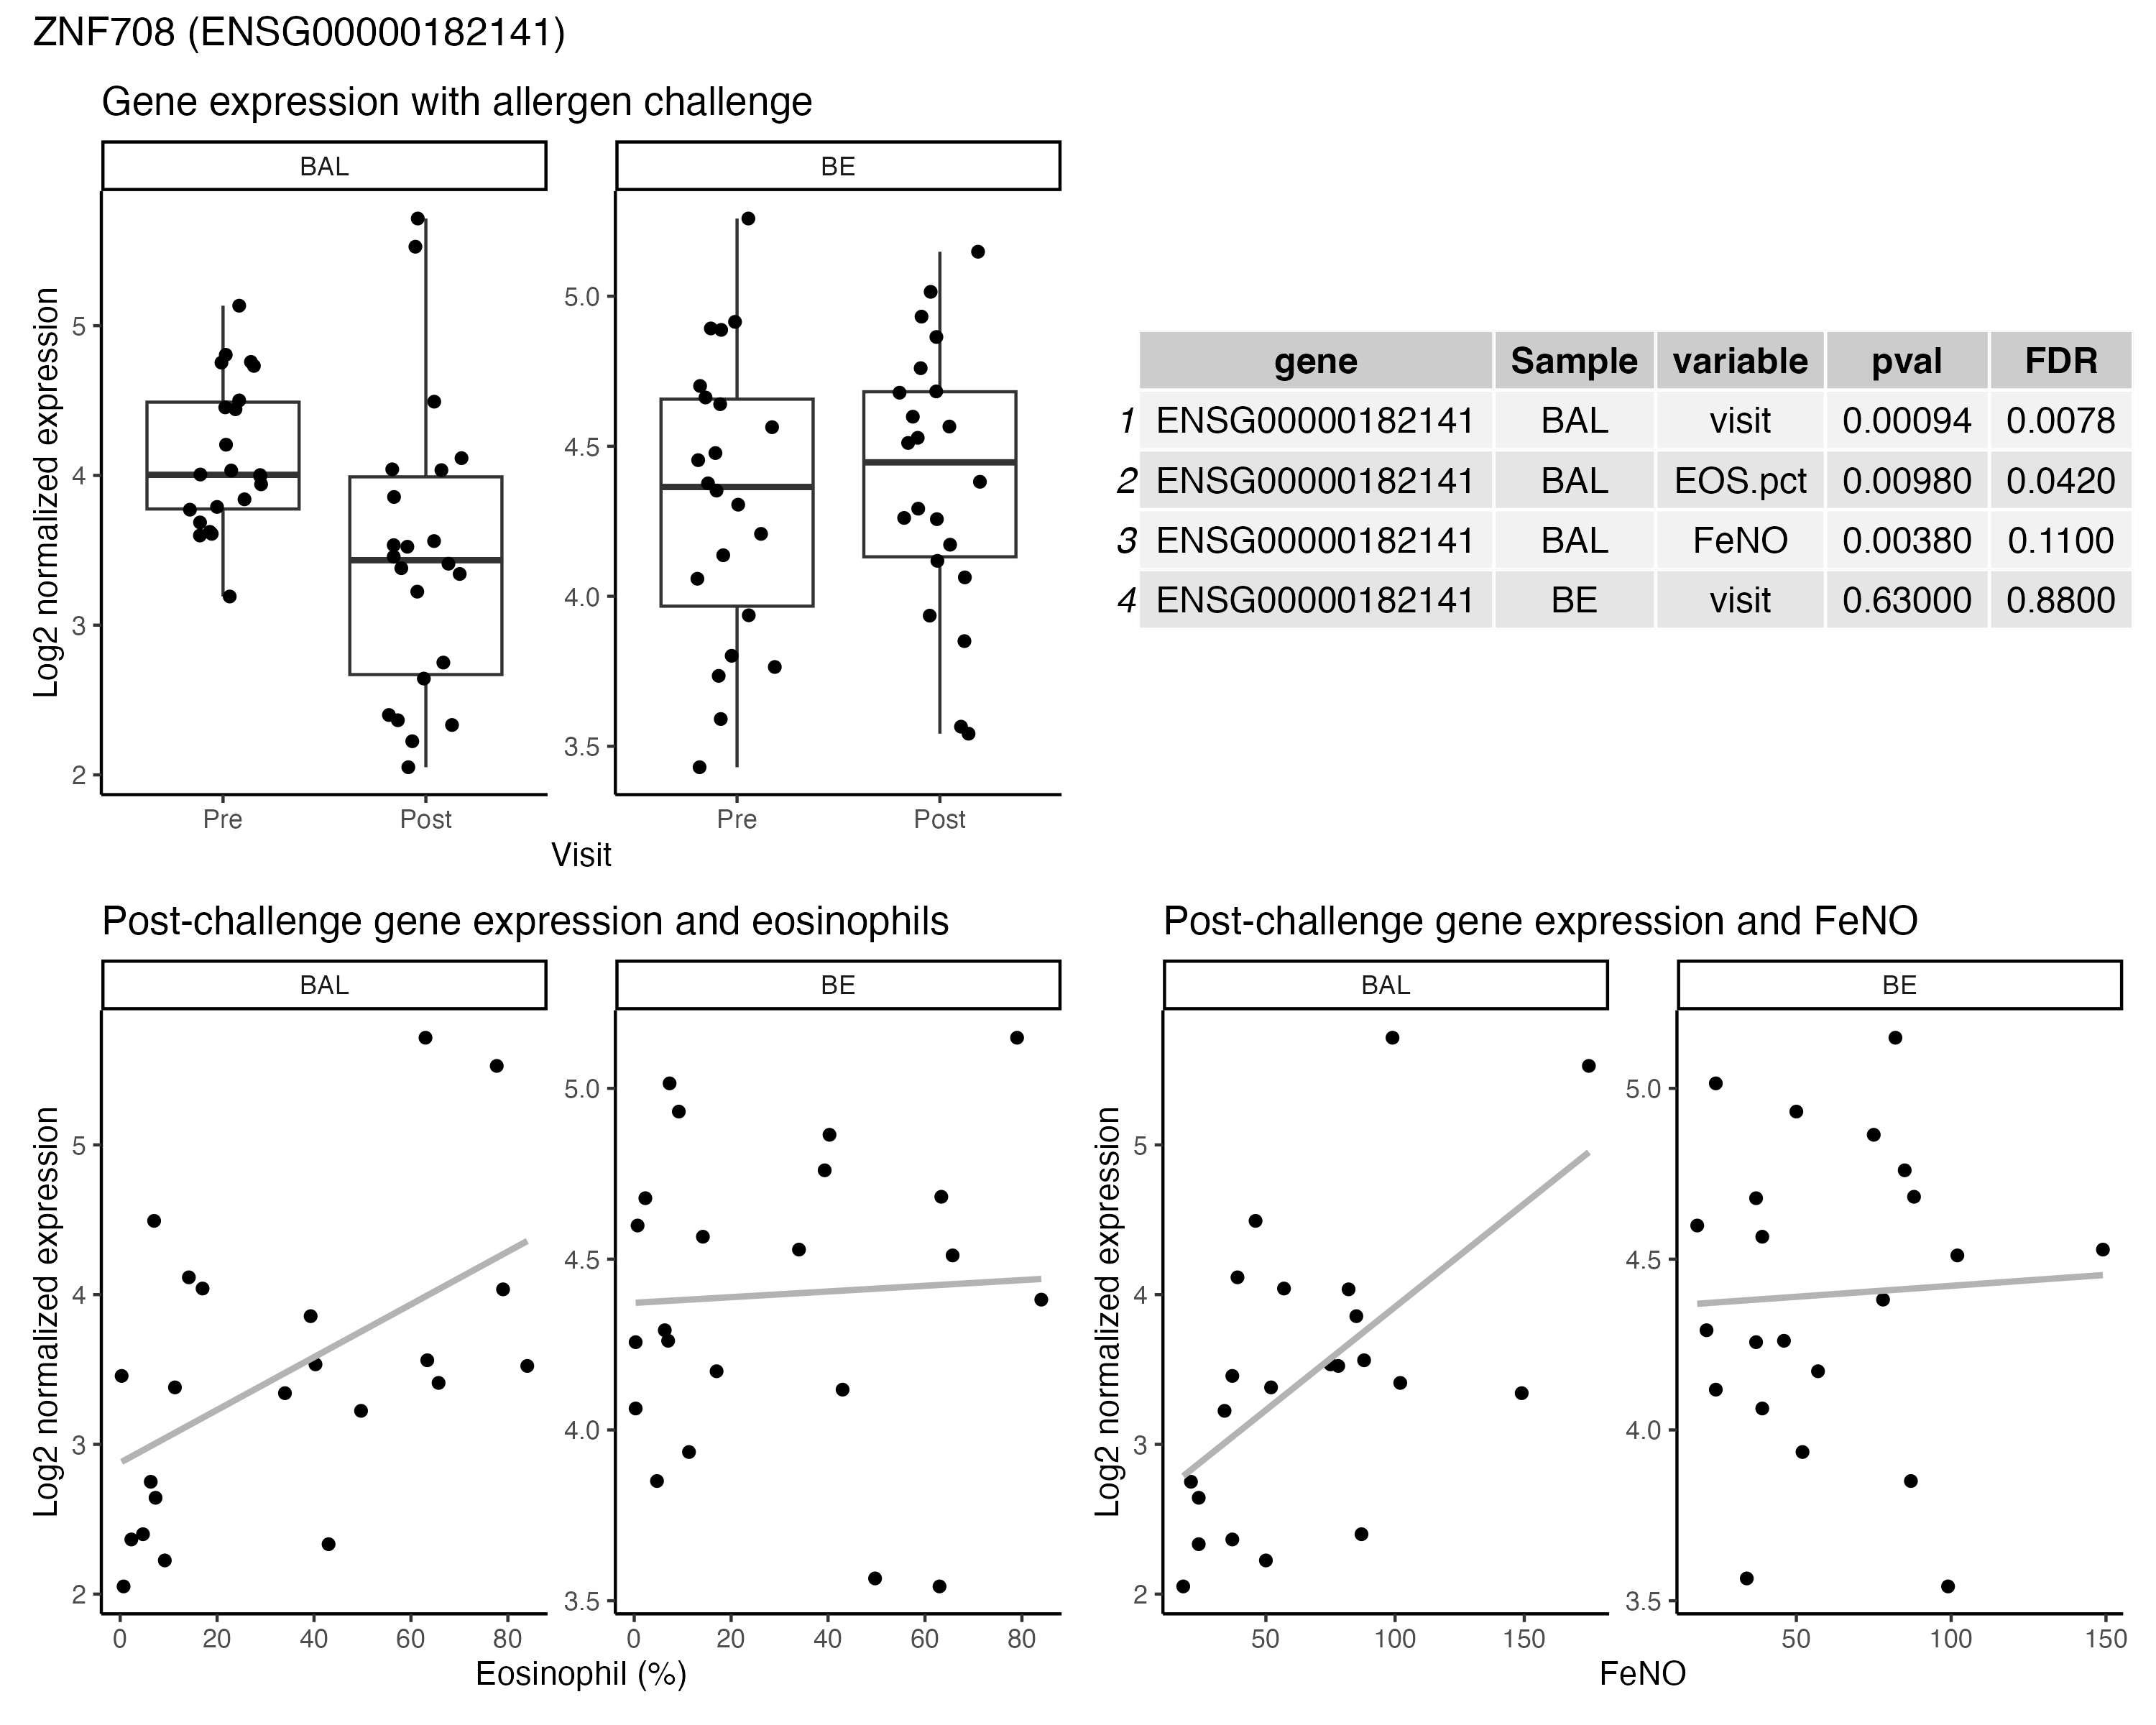 ZNF708 (ENSG00000182141)
Gene expression with allergen challenge
BAL BE
Log2 normalized expression
5
4
3
2
5.0
4.5
4.0
3.5
Pre Post Pre Post
Visit
gene Sample variable pval FDR
1 ENSG00000182141 BAL visit 0.00094 0.0078
2 ENSG00000182141 BAL EOS.pct 0.00980 0.0420
3 ENSG00000182141 BAL FeNO 0.00380 0.1100
4 ENSG00000182141 BE visit 0.63000 0.8800
Post-challenge gene expression and eosinophils
BAL BE
Log2 normalized expression
5
4
3
2
5.0
4.5
4.0
3.5
0 20 40 60 80 0 20 40 60 80
Eosinophil (%)
Post-challenge gene expression and FeNO
BAL BE
Log2 normalized expression
5
4
3
2
5.0
4.5
4.0
3.5
50 100 150 50 100 150
FeNO